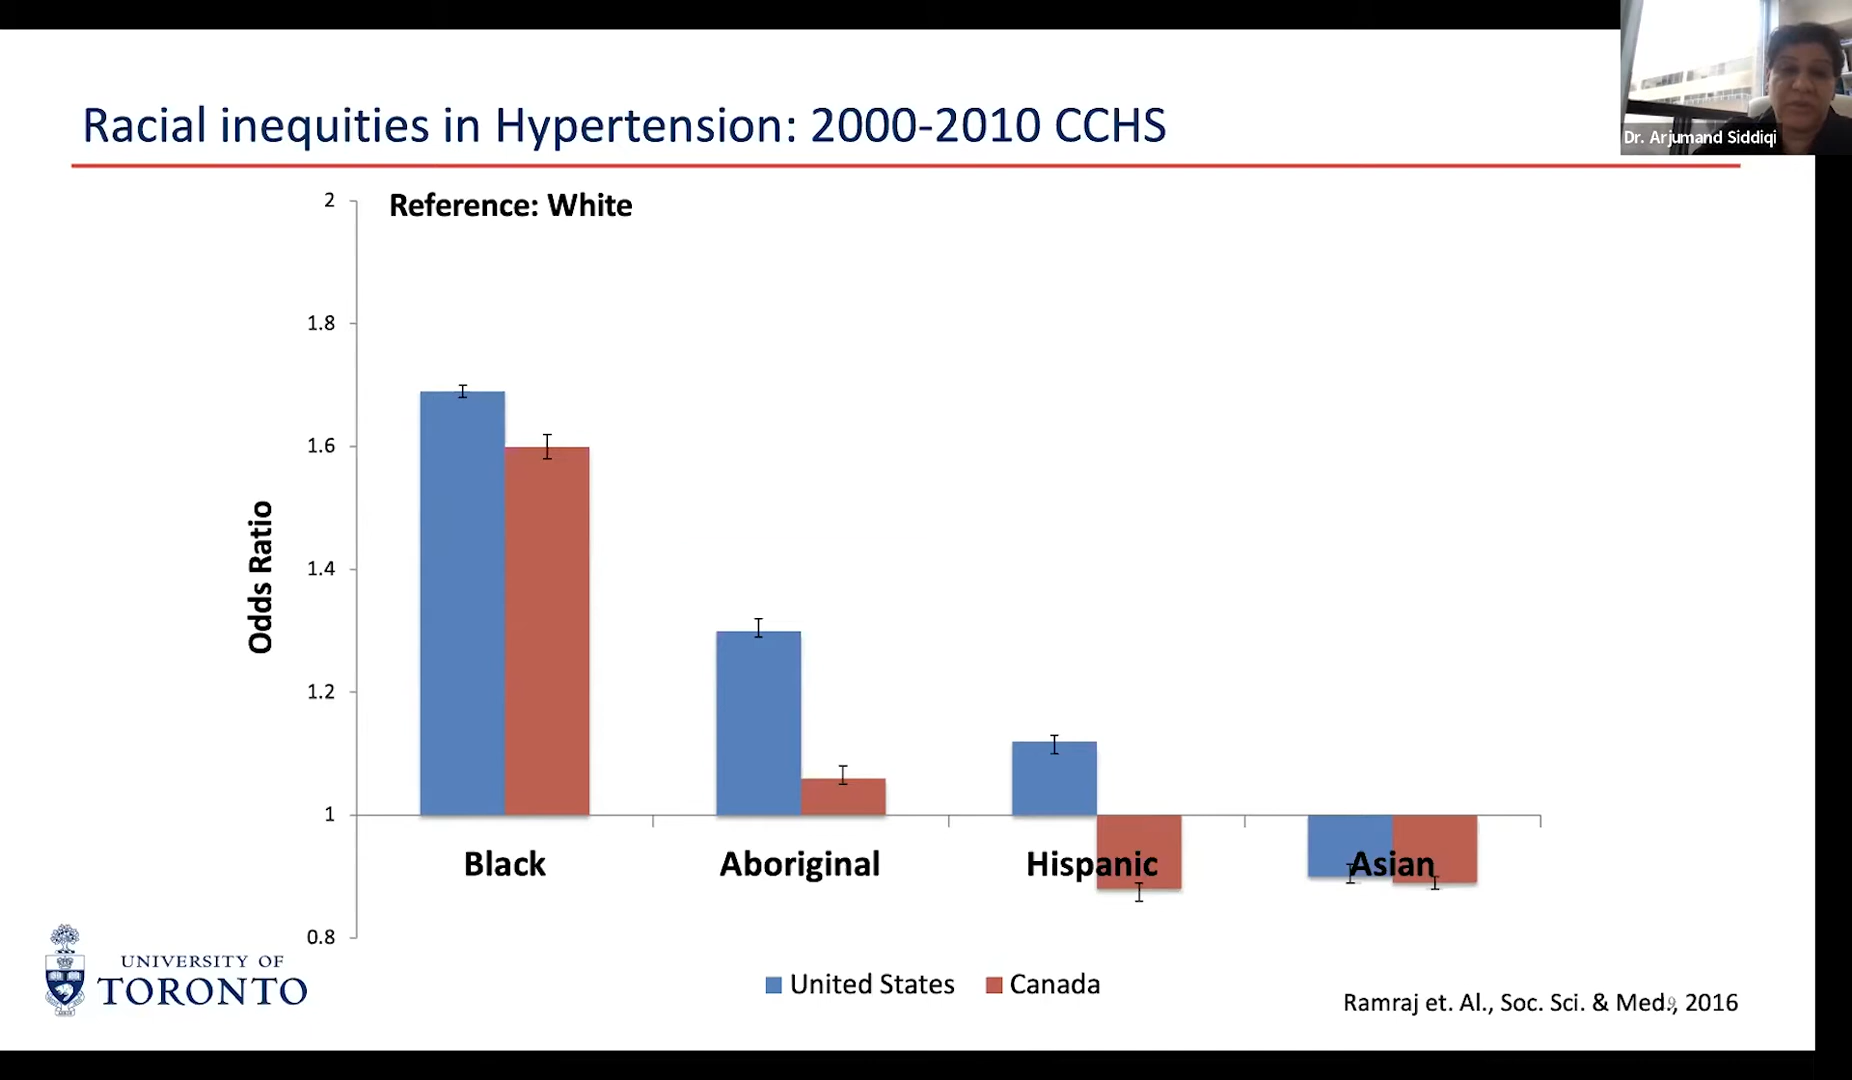 Racial inequities in Hypertension: 2000-2010 CCHS
Dr. Arjumand Siddiqi
Reference: White
2
1.8
1.6
1.4
1.2
1
0.8
Odds Ratio
Black
Aboriginal
Hispanic
Asian
United States
Canada
UNIVERSITY OF
TORONTO
Ramraj et. Al., Soc. Sci. & Med., 2016
9